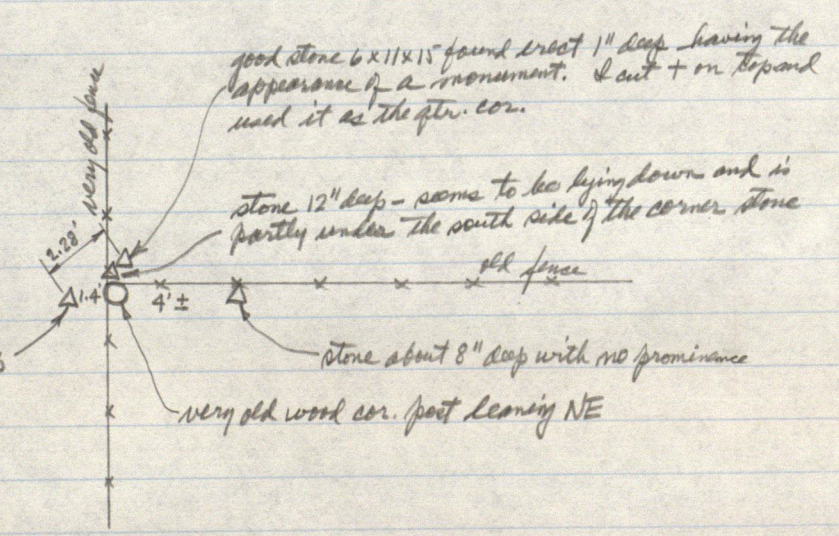 good stone 6x11x15 found erect 1" deep having the
appearance of a monument. I cut + on top and
used it as the qtr. cor.
very old fence
stone 12" deep - seems to be lying down and is
partly under the south side of the corner stone
2.28'
old fence
1.4'
4' ±
stone about 8" deep with no prominence
very old wood cor. post leaning NE